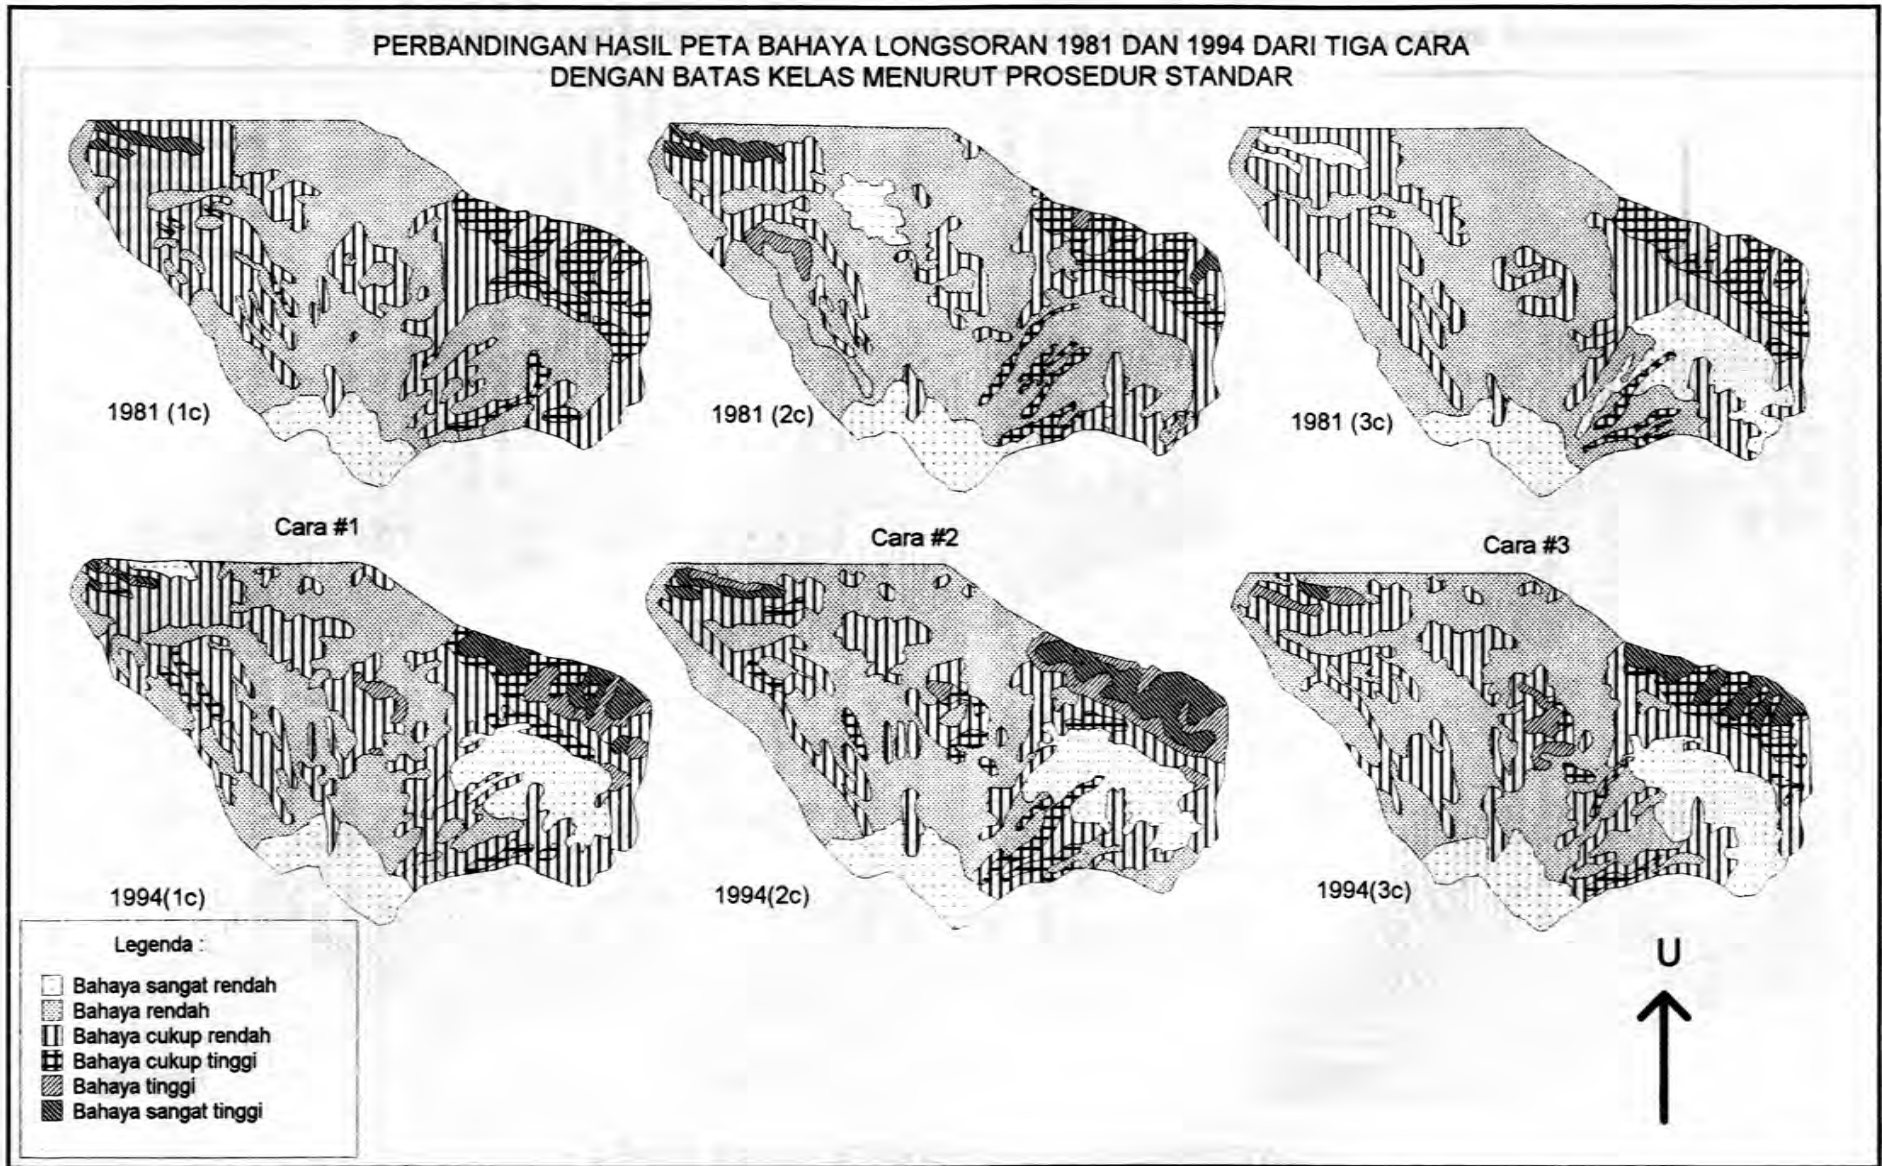 PERBANDINGAN HASIL PETA BAHAYA LONGSORAN 1981 DAN 1994 DARI TIGA CARA
DENGAN BATAS KELAS MENURUT PROSEDUR STANDAR
1981 (1c)
1981 (2c)
1981 (3c)
Cara #1
Cara #2
Cara #3
1994(1c)
1994(2c)
1994(3c)
Legenda :
Bahaya sangat rendah
Bahaya rendah
Bahaya cukup rendah
Bahaya cukup tinggi
Bahaya tinggi
Bahaya sangat tinggi
U